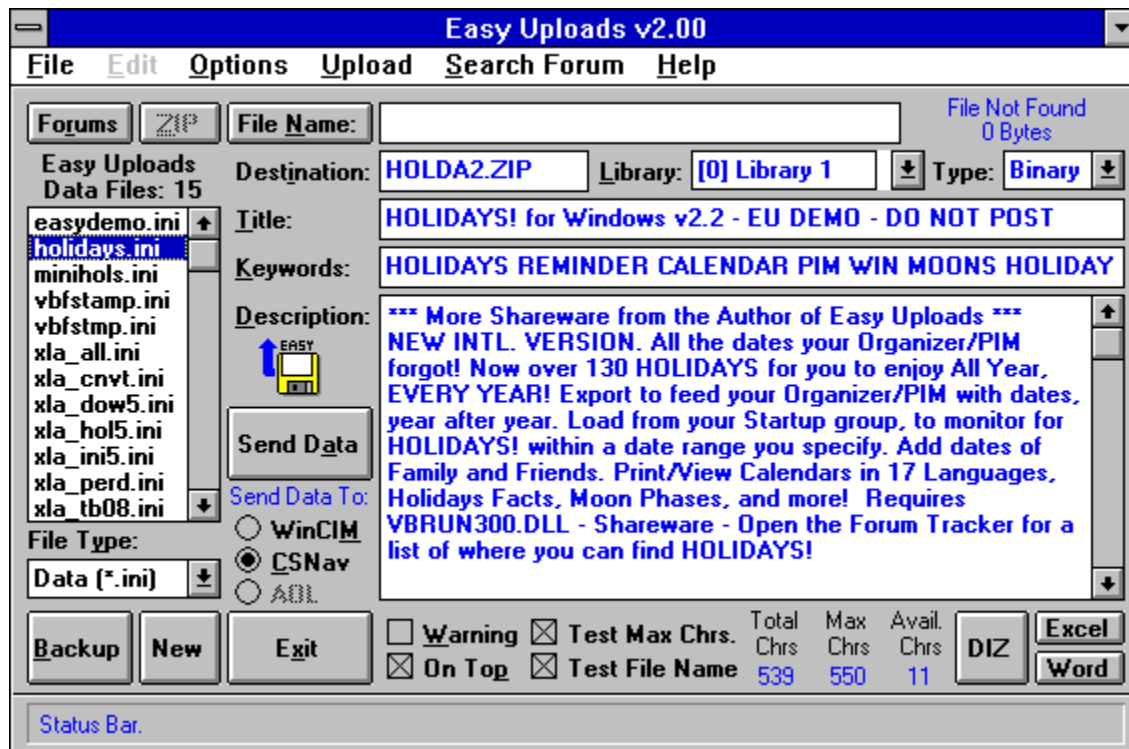 Easy Uploads v2.00
File Edit Options Upload Search Forum Help
Forums ZIP File Name: File Not Found
0 Bytes
Easy Uploads
Data Files: 15
Destination: HOLDA2.ZIP Library: [0] Library 1 Type: Binary
easydemo.ini
holidays.ini
minihols.ini
vbfstamp.ini
vbfstmp.ini
xla_all.ini
xla_cnvt.ini
xla_dow5.ini
xla_hol5.ini
xla_ini5.ini
xla_perd.ini
xla_tb08.ini
File Type:
Data (*.ini)
Title: HOLIDAYS! for Windows v2.2 - EU DEMO - DO NOT POST
Keywords: HOLIDAYS REMINDER CALENDAR PIM WIN MOONS HOLIDAY
Description:
EASY
*** More Shareware from the Author of Easy Uploads ***
NEW INTL. VERSION. All the dates your Organizer/PIM
forgot! Now over 130 HOLIDAYS for you to enjoy All Year,
EVERY YEAR! Export to feed your Organizer/PIM with dates,
year after year. Load from your Startup group, to monitor for
HOLIDAYS! within a date range you specify. Add dates of
Family and Friends. Print/View Calendars in 17 Languages,
Holidays Facts, Moon Phases, and more! Requires
VBRUN300.DLL - Shareware - Open the Forum Tracker for a
list of where you can find HOLIDAYS!
Send Data
Send Data To:
WinCIM
CSNav
AOL
Backup New Exit
Warning Test Max Chrs.
On Top Test File Name
Total Chrs 539
Max Chrs 550
Avail. Chrs 11
DIZ
Excel
Word
Status Bar.